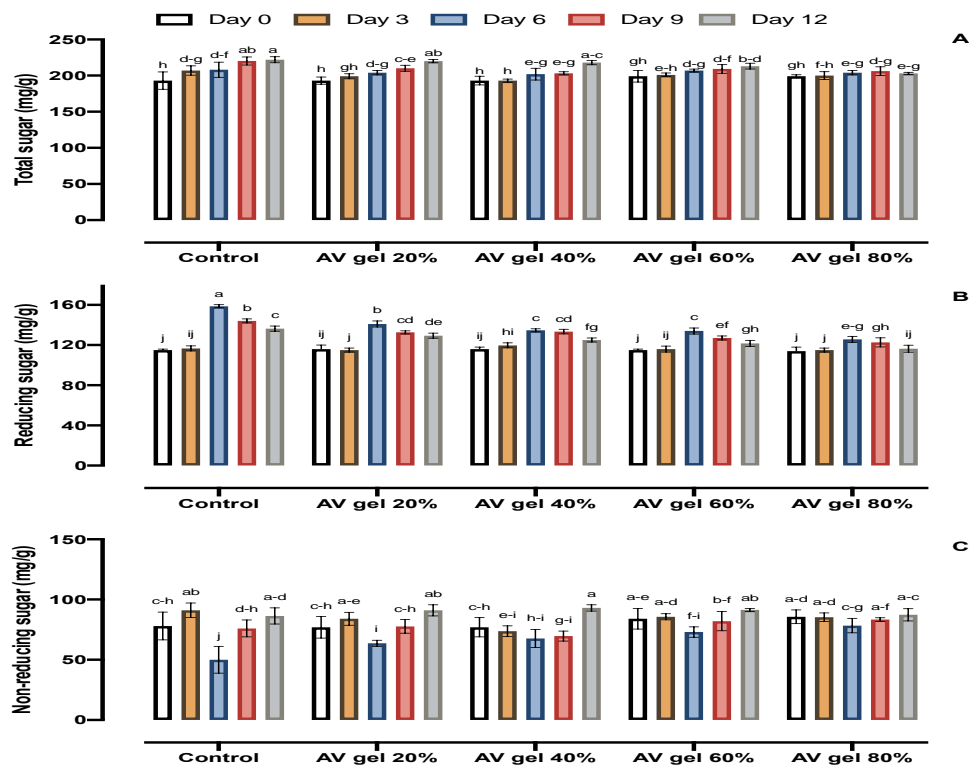 Day 0 Day 3 Day 6 Day 9 Day 12
A
Total sugar (mg/g)
250
200
150
100
50
0
h d-g d-f ab a
h gh d-g c-e ab
h h e-g e-g a-c
gh e-h d-g d-f b-d
gh f-h e-g d-g e-g
Control AV gel 20% AV gel 40% AV gel 60% AV gel 80%
B
Reducing sugar (mg/g)
160
120
80
40
0
j ij a b c
ij j b cd de
ij hi c cd fg
j ij c ef gh
j j e-g gh ij
Control AV gel 20% AV gel 40% AV gel 60% AV gel 80%
C
Non-reducing sugar (mg/g)
150
100
50
0
c-h ab j d-h a-d
c-h a-e i c-h ab
c-h e-i h-i g-i a
a-e a-d f-i b-f ab
a-d a-d c-g a-f a-c
Control AV gel 20% AV gel 40% AV gel 60% AV gel 80%